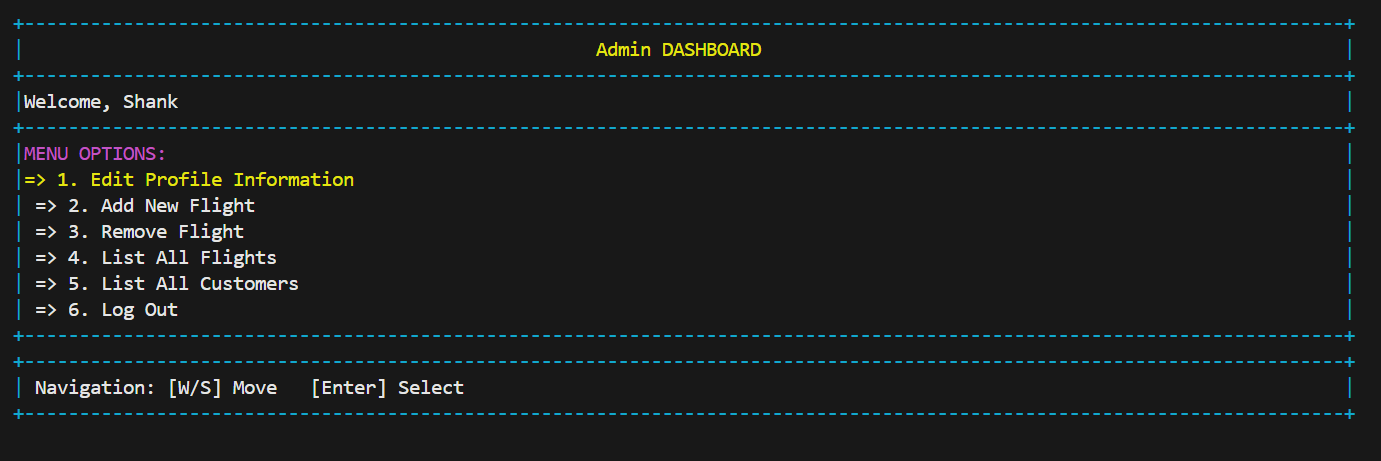 Admin DASHBOARD
Welcome, Shank
MENU OPTIONS:
=> 1. Edit Profile Information
=> 2. Add New Flight
=> 3. Remove Flight
=> 4. List All Flights
=> 5. List All Customers
=> 6. Log Out
Navigation: [W/S] Move   [Enter] Select